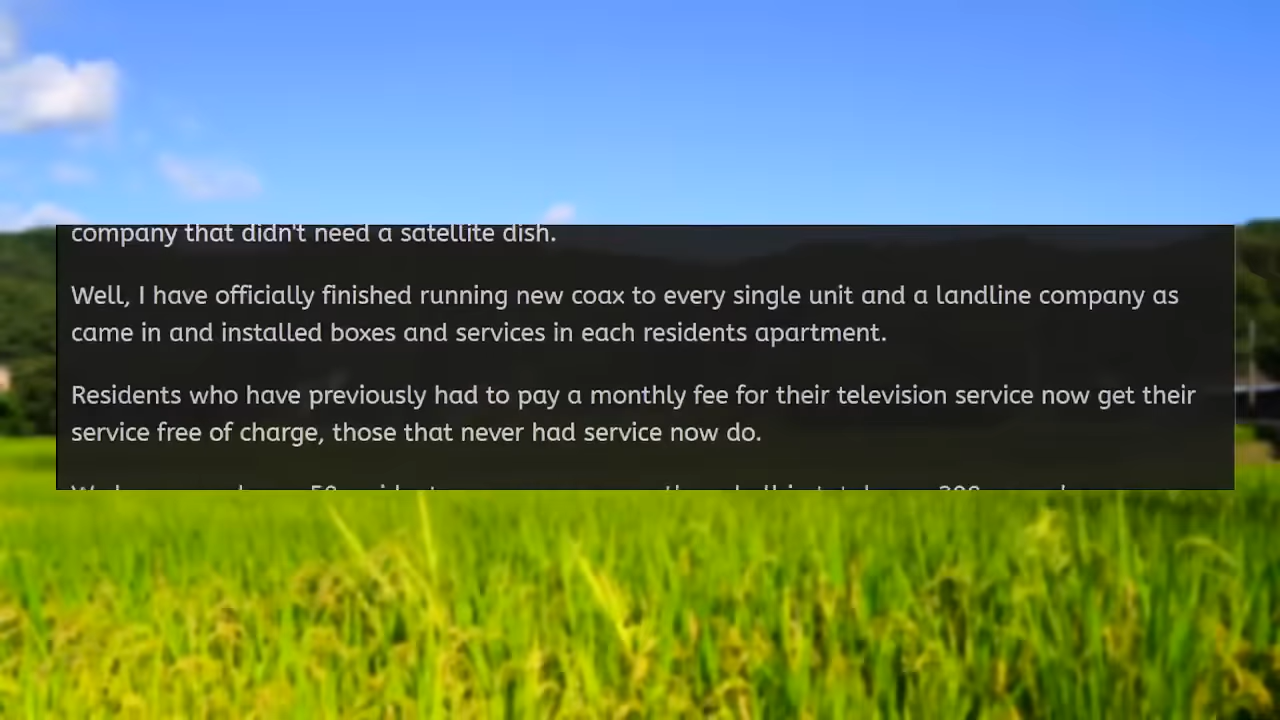 company that didn't need a satellite dish.
Well, I have officially finished running new coax to every single unit and a landline company as
came in and installed boxes and services in each residents apartment.
Residents who have previously had to pay a monthly fee for their television service now get their
service free of charge, those that never had service now do.